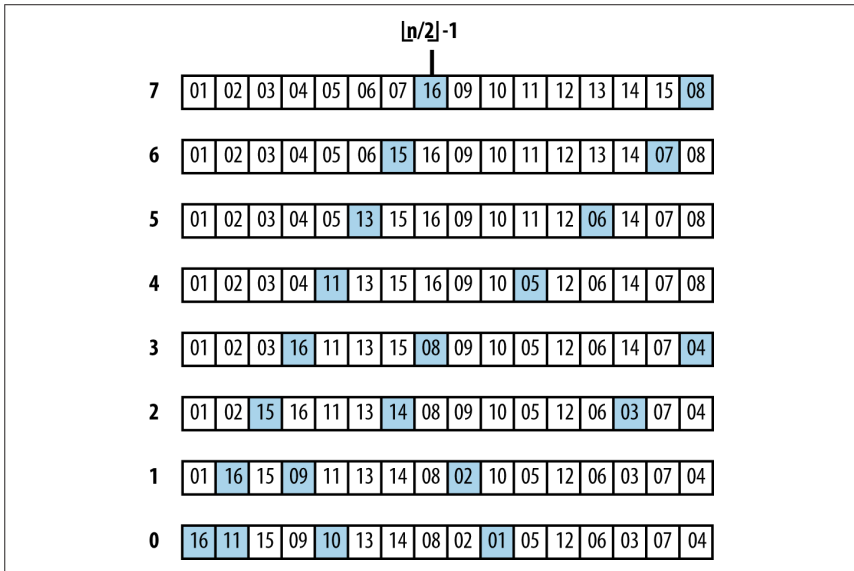 ⌊n/2⌋-1
7 01 02 03 04 05 06 07 16 09 10 11 12 13 14 15 08
6 01 02 03 04 05 06 15 16 09 10 11 12 13 14 07 08
5 01 02 03 04 05 13 15 16 09 10 11 12 06 14 07 08
4 01 02 03 04 11 13 15 16 09 10 05 12 06 14 07 08
3 01 02 03 16 11 13 15 08 09 10 05 12 06 14 07 04
2 01 02 15 16 11 13 14 08 09 10 05 12 06 03 07 04
1 01 16 15 09 11 13 14 08 02 10 05 12 06 03 07 04
0 16 11 15 09 10 13 14 08 02 01 05 12 06 03 07 04